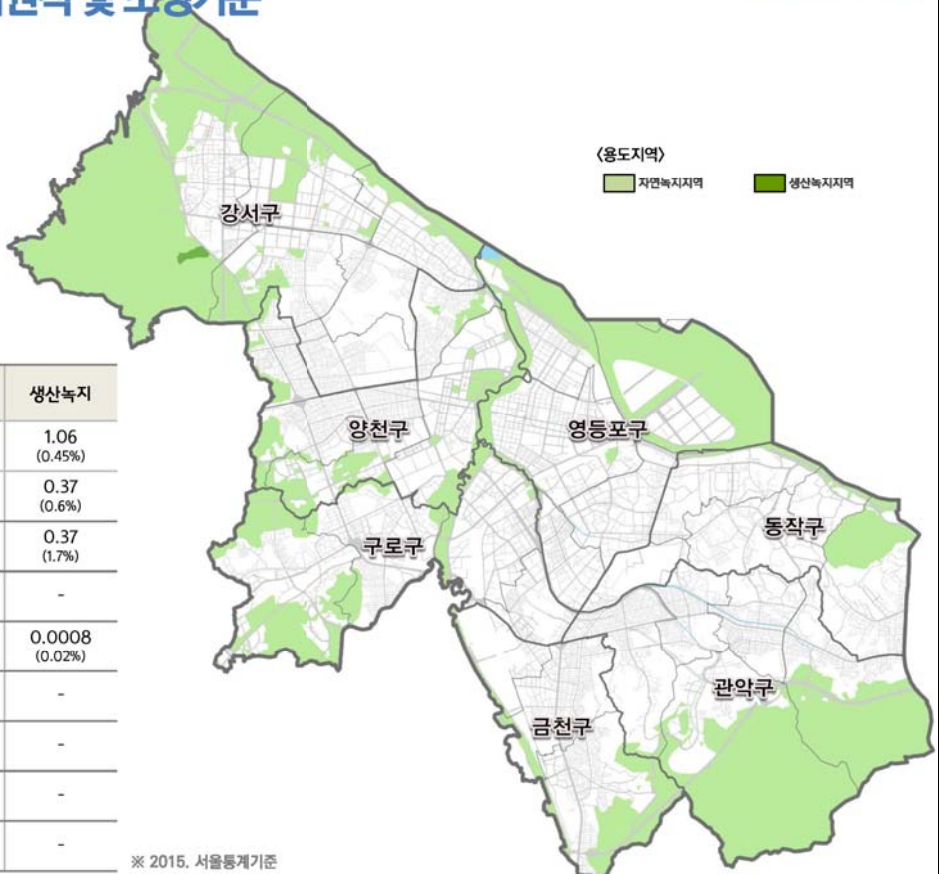 및
<용도지역>
자연녹지지역
생산녹지지역
강서구
양천구
영등포구
구로구
동작구
관악구
금천구
생산녹지
1.06
(0.45%)
0.37
(0.6%)
0.37
(1.7%)
-
0.0008
(0.02%)
-
-
-
-
※ 2015. 서울통계기준